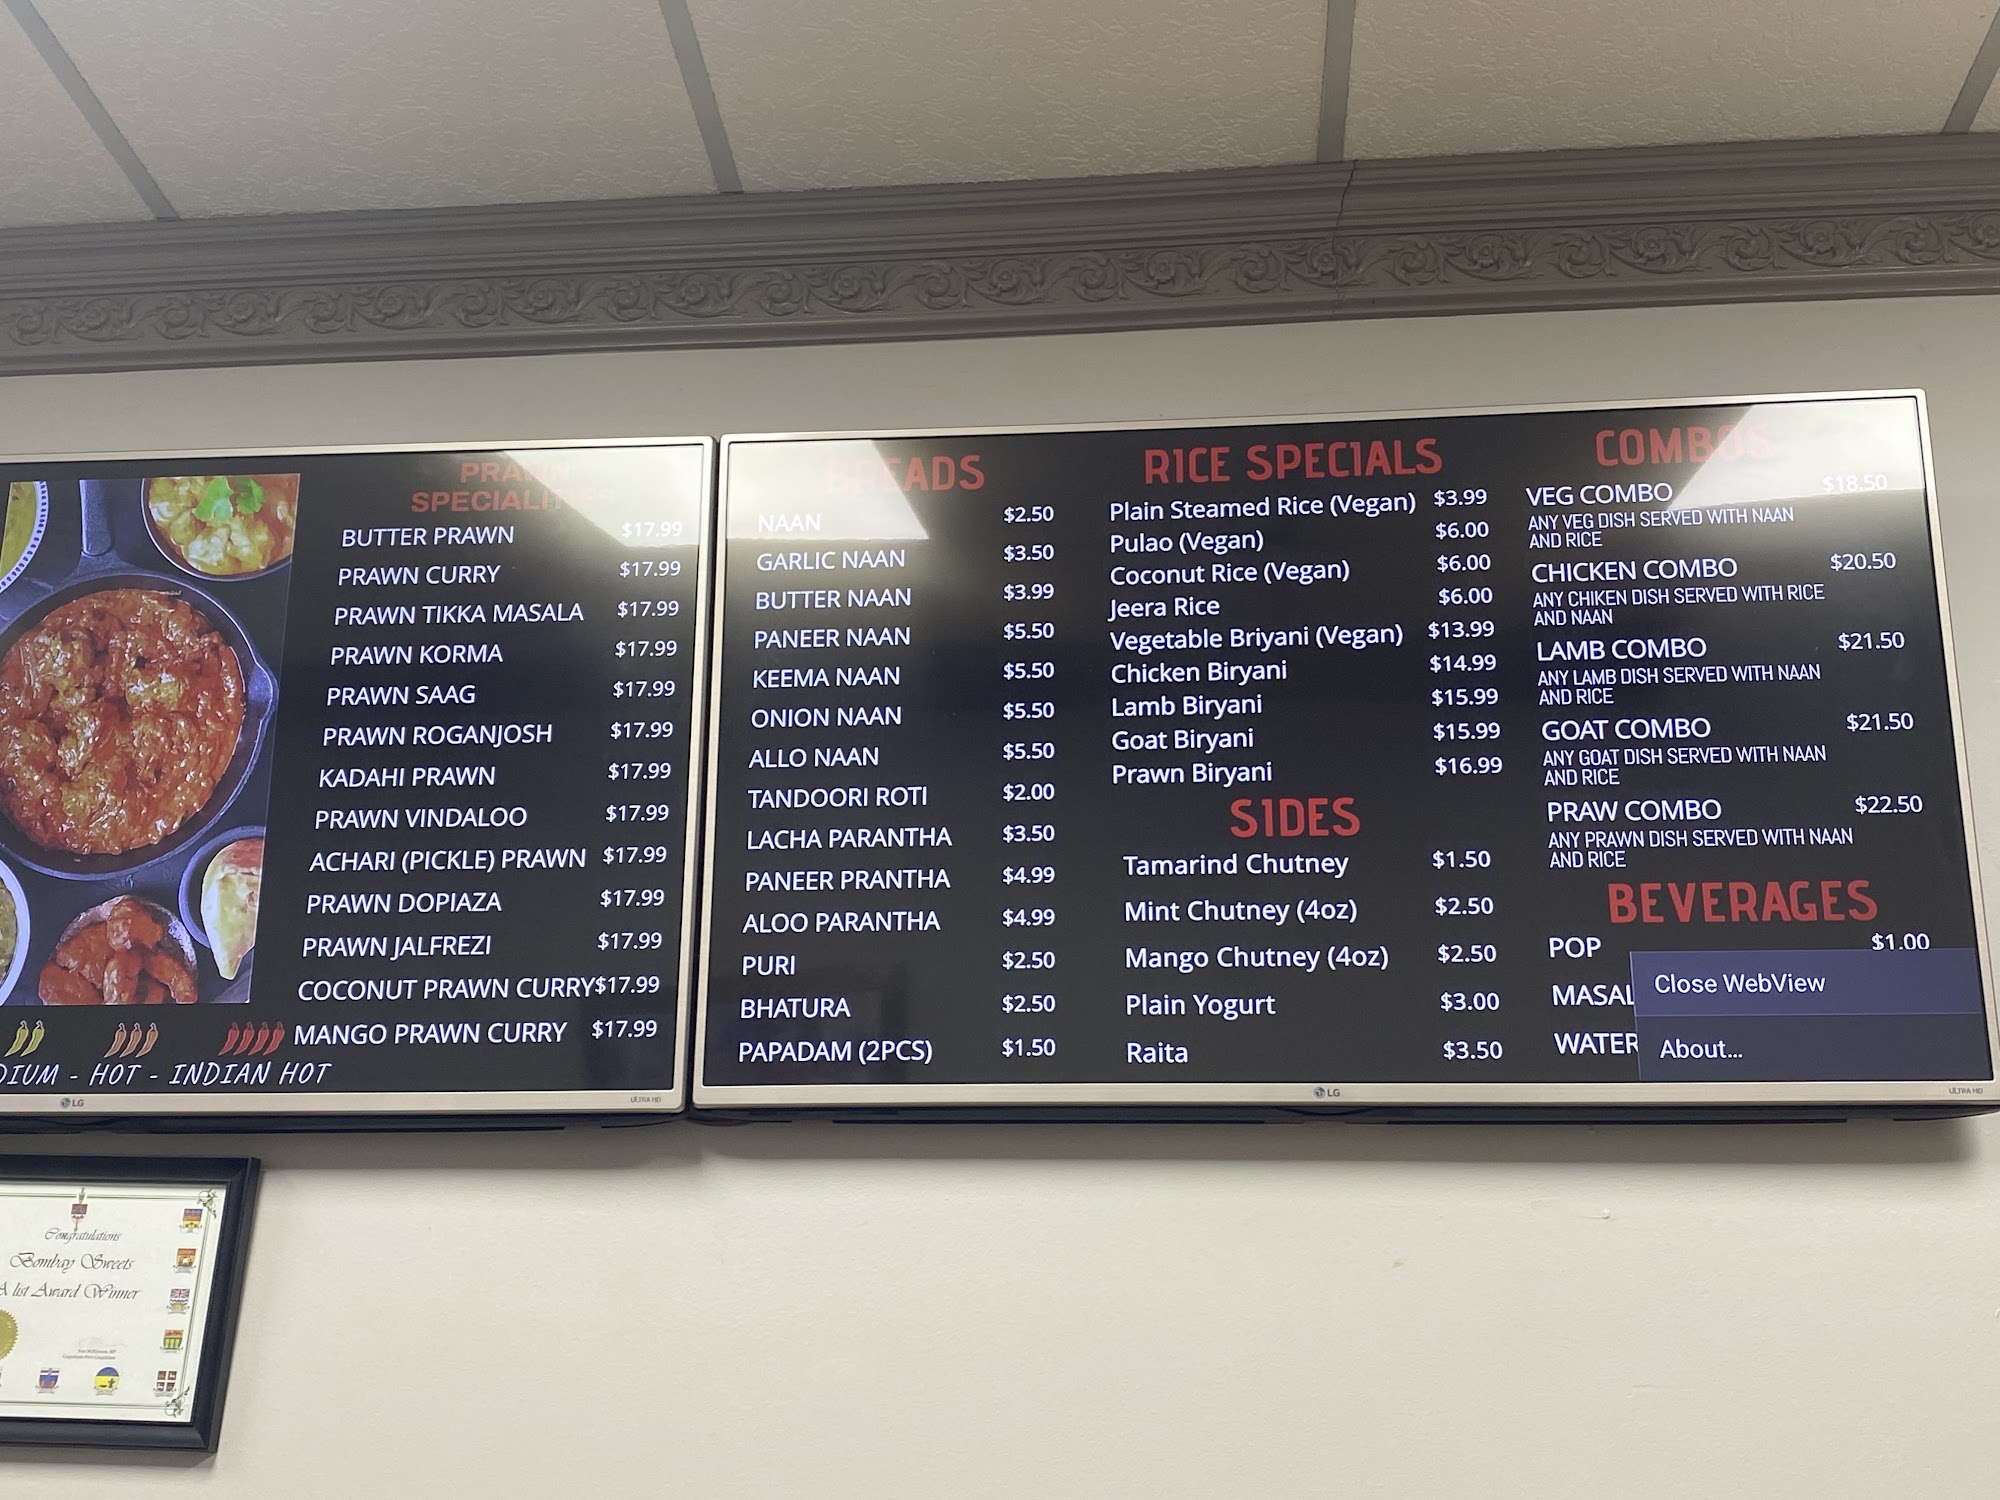 PRAWN
SPECIALITIES
BUTTER PRAWN $17.99
PRAWN CURRY $17.99
PRAWN TIKKA MASALA $17.99
PRAWN KORMA $17.99
PRAWN SAAG $17.99
PRAWN ROGANJOSH $17.99
KADAHI PRAWN $17.99
PRAWN VINDALOO $17.99
ACHARI (PICKLE) PRAWN $17.99
PRAWN DOPIAZA $17.99
PRAWN JALFREZI $17.99
COCONUT PRAWN CURRY $17.99
MANGO PRAWN CURRY $17.99
DIUM - HOT - INDIAN HOT
LG
ULTRA HD
BREADS
NAAN $2.50
GARLIC NAAN $3.50
BUTTER NAAN $3.99
PANEER NAAN $5.50
KEEMA NAAN $5.50
ONION NAAN $5.50
ALLO NAAN $5.50
TANDOORI ROTI $2.00
LACHA PARANTHA $3.50
PANEER PRANTHA $4.99
ALOO PARANTHA $4.99
PURI $2.50
BHATURA $2.50
PAPADAM (2PCS) $1.50
RICE SPECIALS
Plain Steamed Rice (Vegan) $3.99
Pulao (Vegan) $6.00
Coconut Rice (Vegan) $6.00
Jeera Rice $6.00
Vegetable Briyani (Vegan) $13.99
Chicken Biryani $14.99
Lamb Biryani $15.99
Goat Biryani $15.99
Prawn Biryani $16.99
SIDES
Tamarind Chutney $1.50
Mint Chutney (4oz) $2.50
Mango Chutney (4oz) $2.50
Plain Yogurt $3.00
Raita $3.50
COMBOS
VEG COMBO $18.50
ANY VEG DISH SERVED WITH NAAN
AND RICE
CHICKEN COMBO $20.50
ANY CHIKEN DISH SERVED WITH RICE
AND NAAN
LAMB COMBO $21.50
ANY LAMB DISH SERVED WITH NAAN
AND RICE
GOAT COMBO $21.50
ANY GOAT DISH SERVED WITH NAAN
AND RICE
PRAW COMBO $22.50
ANY PRAWN DISH SERVED WITH NAAN
AND RICE
BEVERAGES
POP $1.00
MASAL
WATER
Close WebView
About...
LG
ULTRA HD
Congratulations
Bombay Sweets
A list Award Winner